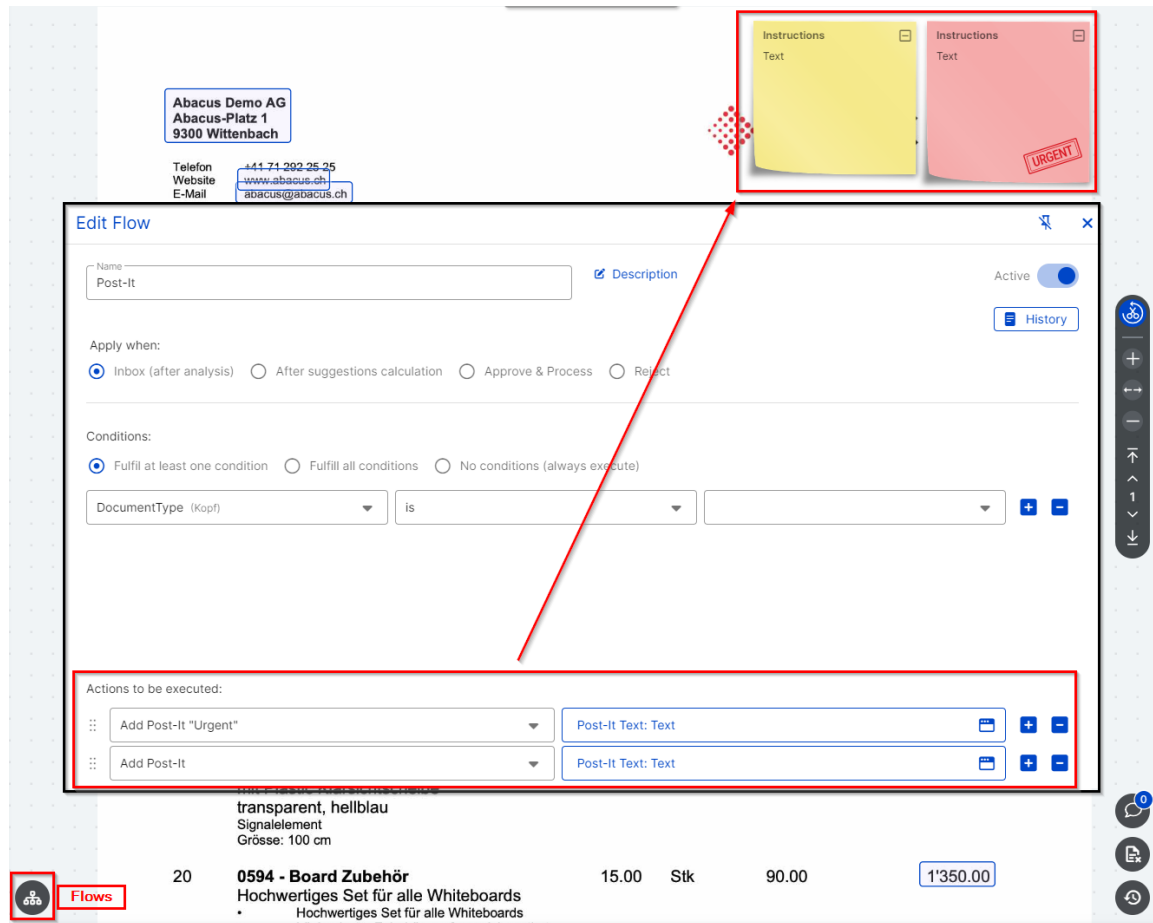 Instructions
Text
Instructions
Text
URGENT
Abacus Demo AG
Abacus-Platz 1
9300 Wittenbach
Telefon +41 71 292 25 25
Website www.abacus.ch
E-Mail abacus@abacus.ch
Edit Flow
Name
Post-It
Description
Active
History
Apply when:
Inbox (after analysis) After suggestions calculation Approve & Process Reject
Conditions:
Fulfil at least one condition Fulfill all conditions No conditions (always execute)
DocumentType (Kopf) is
1
Actions to be executed:
Add Post-It "Urgent" Post-It Text: Text
Add Post-It Post-It Text: Text
mit Plastic Klarsichtscheibe
transparent, hellblau
Signalelement
Grösse: 100 cm
0
20 0594 - Board Zubehör 15.00 Stk 90.00 1'350.00
Flows
Hochwertiges Set für alle Whiteboards
• Hochwertiges Set für alle Whiteboards